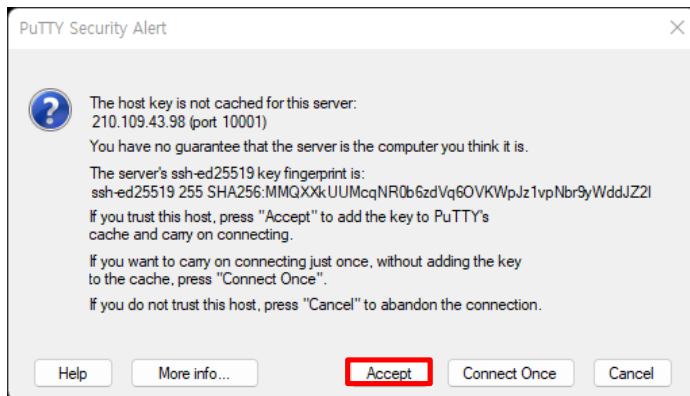 PuTTY Security Alert
The host key is not cached for this server:
210.109.43.98 (port 10001)
You have no guarantee that the server is the computer you think it is.
The server's ssh-ed25519 key fingerprint is:
ssh-ed25519 255 SHA256:MMQXXkUUMcqNR0b6zdVq6OVKWpJz1vpNbr9yWddJZ2I
If you trust this host, press "Accept" to add the key to PuTTY's
cache and carry on connecting.
If you want to carry on connecting just once, without adding the key
to the cache, press "Connect Once".
If you do not trust this host, press "Cancel" to abandon the connection.
Help More info... Accept Connect Once Cancel